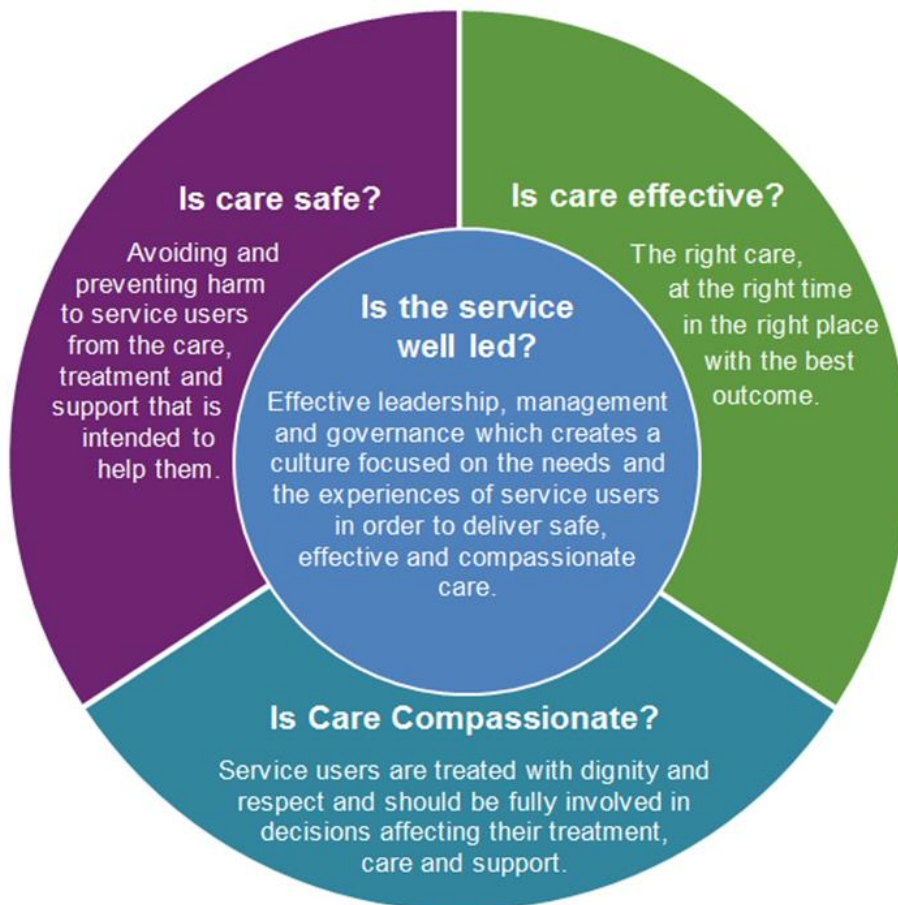 Is care safe?
Avoiding and
preventing harm
to service users
from the care,
treatment and
support that is
intended to
help them.
Is care effective?
The right care,
at the right time
in the right place
with the best
outcome.
Is the service
well led?
Effective leadership, management
and governance which creates a
culture focused on the needs and
the experiences of service users
in order to deliver safe,
effective and compassionate
care.
Is Care Compassionate?
Service users are treated with dignity and
respect and should be fully involved in
decisions affecting their treatment,
care and support.